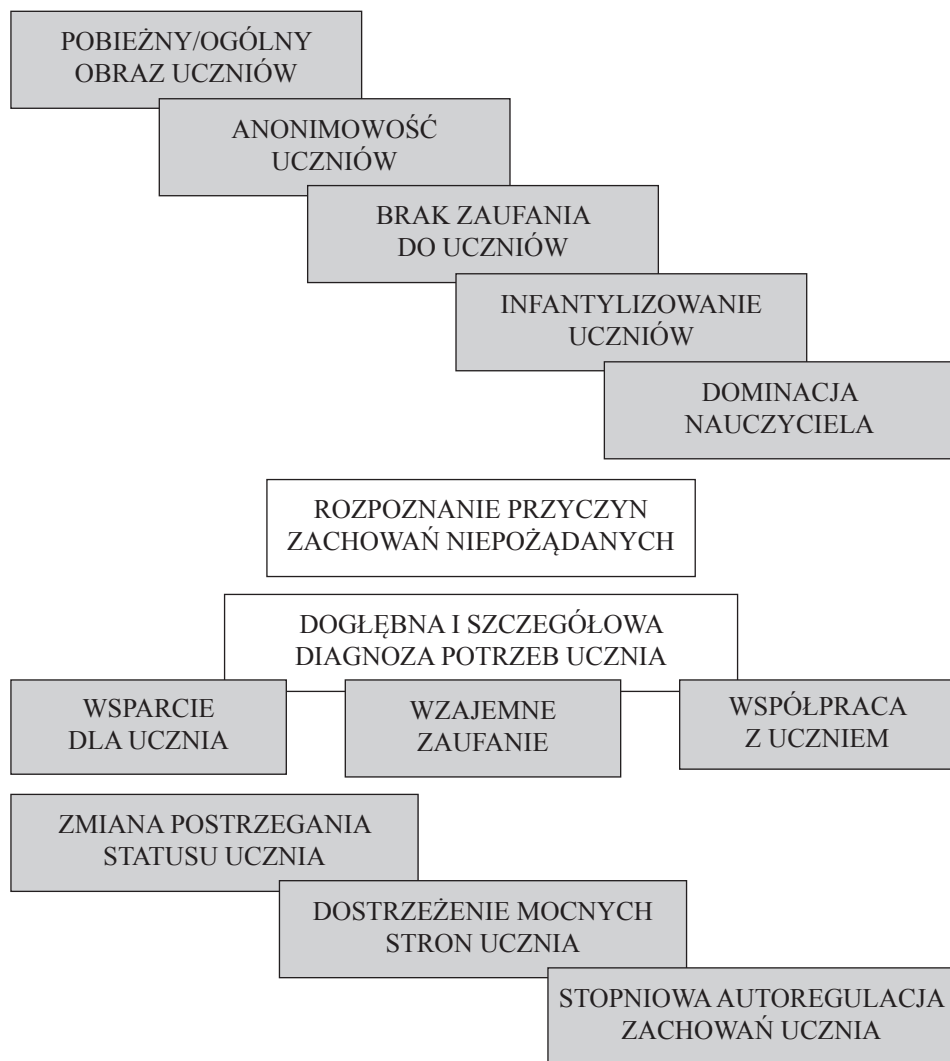 POBIEŻNY/OGÓLNY
OBRAZ UCZNIÓW
ANONIMOWOŚĆ
UCZNIÓW
BRAK ZAUFANIA
DO UCZNIÓW
INFANTYLIZOWANIE
UCZNIÓW
DOMINACJA
NAUCZYCIELA
ROZPOZNANIE PRZYCZYN
ZACHOWAŃ NIEPOŻĄDANYCH
DOGŁĘBNA I SZCZEGÓŁOWA
DIAGNOZA POTRZEB UCZNIA
WSPARCIE
DLA UCZNIA
WZAJEMNE
ZAUFANIE
WSPÓŁPRACA
Z UCZNIEM
ZMIANA POSTRZEGANIA
STATUSU UCZNIA
DOSTRZEŻENIE MOCNYCH
STRON UCZNIA
STOPNIOWA AUTOREGULACJA
ZACHOWAŃ UCZNIA